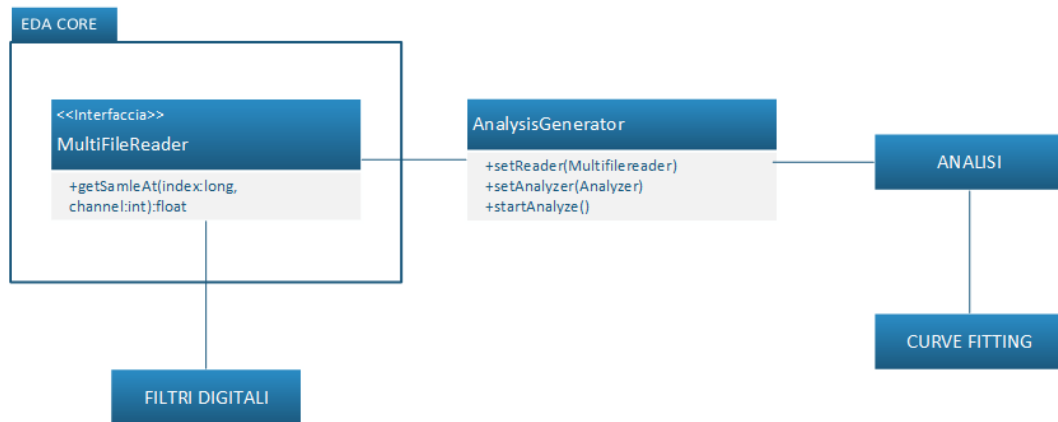 EDA CORE
<<Interfaccia>>
MultiFileReader
+getSamleAt(index:long,
channel:int):float
AnalysisGenerator
+setReader(Multifilereader)
+setAnalyzer(Analyzer)
+startAnalyze()
ANALISI
CURVE FITTING
FILTRI DIGITALI